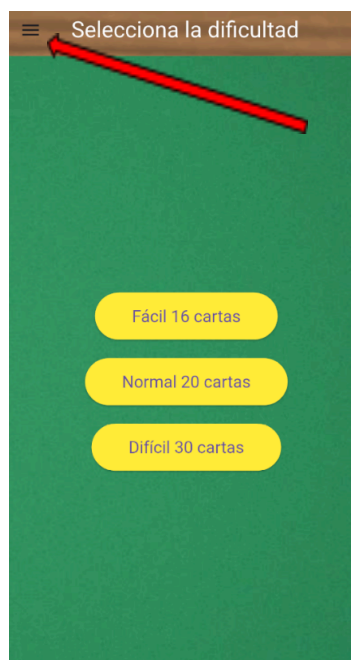 Selecciona la dificultad
Fácil 16 cartas
Normal 20 cartas
Difícil 30 cartas